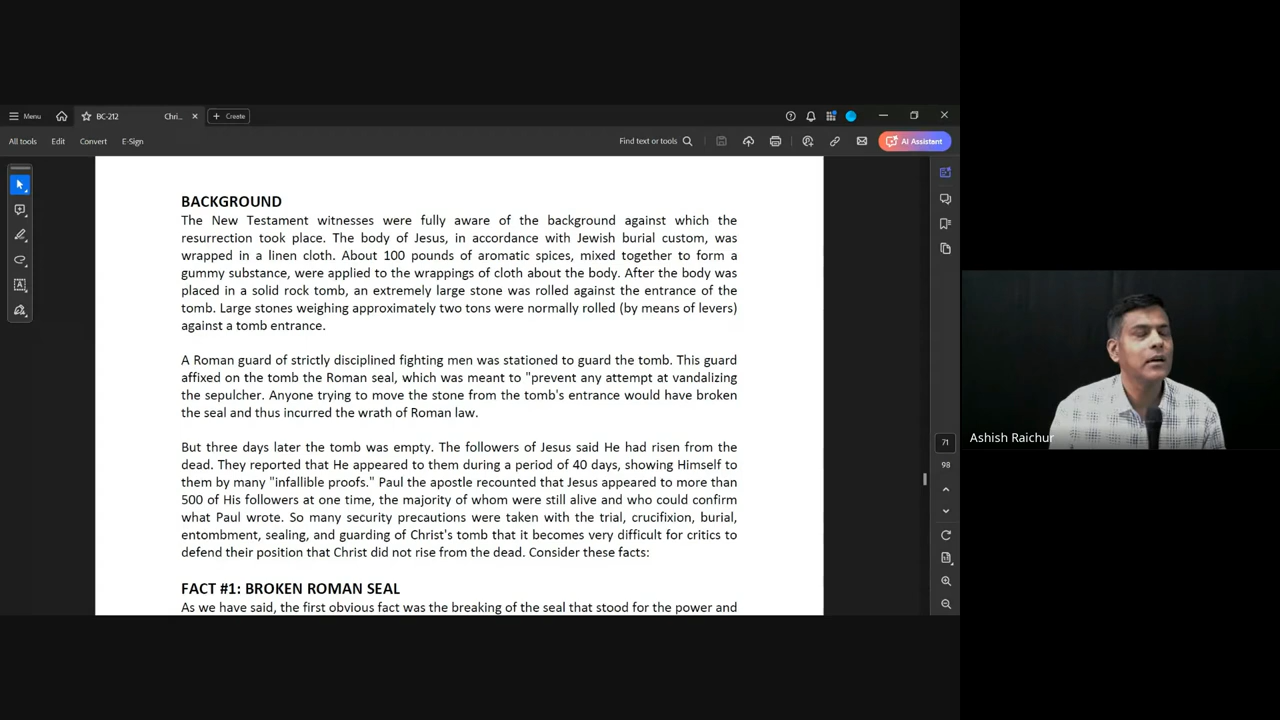 Menu
BC-212 Chri...
Create
All tools Edit Convert E-Sign
Find text or tools
AI Assistant
BACKGROUND
The New Testament witnesses were fully aware of the background against which the
resurrection took place. The body of Jesus, in accordance with Jewish burial custom, was
wrapped in a linen cloth. About 100 pounds of aromatic spices, mixed together to form a
gummy substance, were applied to the wrappings of cloth about the body. After the body was
placed in a solid rock tomb, an extremely large stone was rolled against the entrance of the
tomb. Large stones weighing approximately two tons were normally rolled (by means of levers)
against a tomb entrance.
A Roman guard of strictly disciplined fighting men was stationed to guard the tomb. This guard
affixed on the tomb the Roman seal, which was meant to "prevent any attempt at vandalizing
the sepulcher. Anyone trying to move the stone from the tomb's entrance would have broken
the seal and thus incurred the wrath of Roman law.
But three days later the tomb was empty. The followers of Jesus said He had risen from the
dead. They reported that He appeared to them during a period of 40 days, showing Himself to
them by many "infallible proofs." Paul the apostle recounted that Jesus appeared to more than
500 of His followers at one time, the majority of whom were still alive and who could confirm
what Paul wrote. So many security precautions were taken with the trial, crucifixion, burial,
entombment, sealing, and guarding of Christ's tomb that it becomes very difficult for critics to
defend their position that Christ did not rise from the dead. Consider these facts:
FACT #1: BROKEN ROMAN SEAL
As we have said, the first obvious fact was the breaking of the seal that stood for the power and
71
98
Ashish Raichur